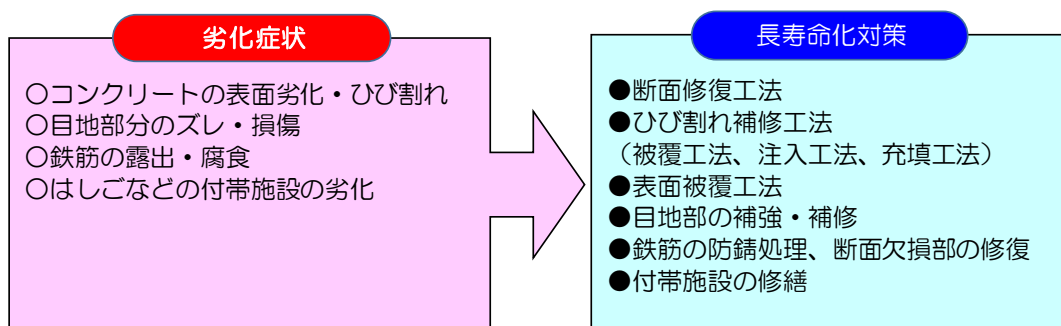 劣化症状
○コンクリートの表面劣化・ひび割れ
○目地部分のズレ・損傷
○鉄筋の露出・腐食
○はしごなどの付帯施設の劣化
長寿命化対策
●断面修復工法
●ひび割れ補修工法
（被覆工法、注入工法、充填工法）
●表面被覆工法
●目地部の補強・補修
●鉄筋の防錆処理、断面欠損部の修復
●付帯施設の修繕